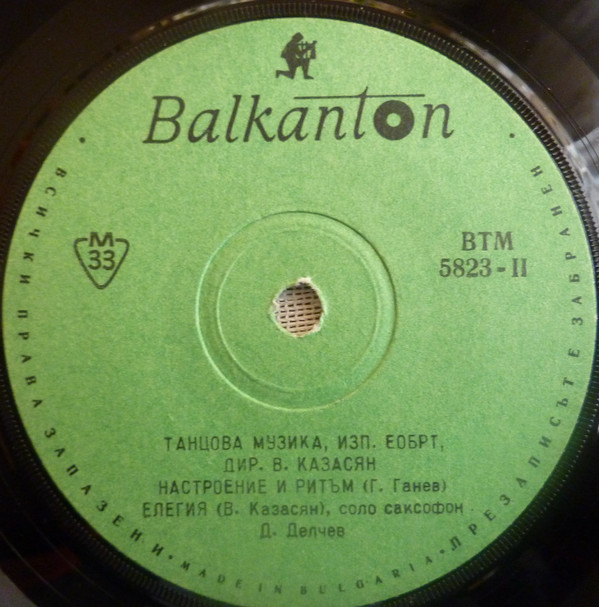 Balkanton
M
33
ВТМ
5823-II
ТАНЦОВА МУЗИКА, ИЗП. ЕОБРТ,
ДИР. В. КАЗАСЯН
НАСТРОЕНИЕ И РИТЪМ (Г. Ганев)
ЕЛЕГИЯ (В. Казасян), соло саксофон
Д. Делчев
• ВСИЧКИ ПРАВА ЗАПАЗЕНИ • MADE IN BULGARIA • ПРЕЗАПИСЪТ Е ЗАБРАНЕН •